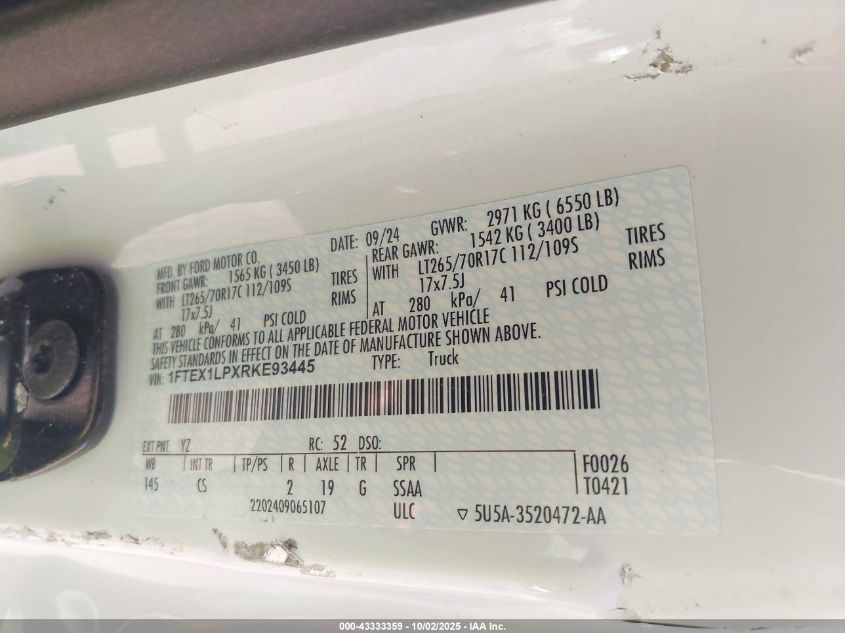 MFD. BY FORD MOTOR CO.
DATE: 09/24 GVWR: 2971 KG ( 6550 LB)
FRONT GAWR: 1565 KG ( 3450 LB)
REAR GAWR: 1542 KG ( 3400 LB)
WITH LT265/70R17C 112/109S TIRES
WITH LT265/70R17C 112/109S TIRES
17x7.5J RIMS
17x7.5J RIMS
AT 280 kPa/ 41 PSI COLD
AT 280 kPa/ 41 PSI COLD
THIS VEHICLE CONFORMS TO ALL APPLICABLE FEDERAL MOTOR VEHICLE
SAFETY STANDARDS IN EFFECT ON THE DATE OF MANUFACTURE SHOWN ABOVE.
VIN: 1FTEX1LPXRKE93445 TYPE: Truck
EXT PNT: YZ RC: 52 DSO:
WB INT TR TP/PS R AXLE TR SPR F0026
145 CS 2 19 G SSAA T0421
2202409065107 ULC ▽ 5U5A-3520472-AA
000-43333359 • 10/02/2025 • IAA Inc.